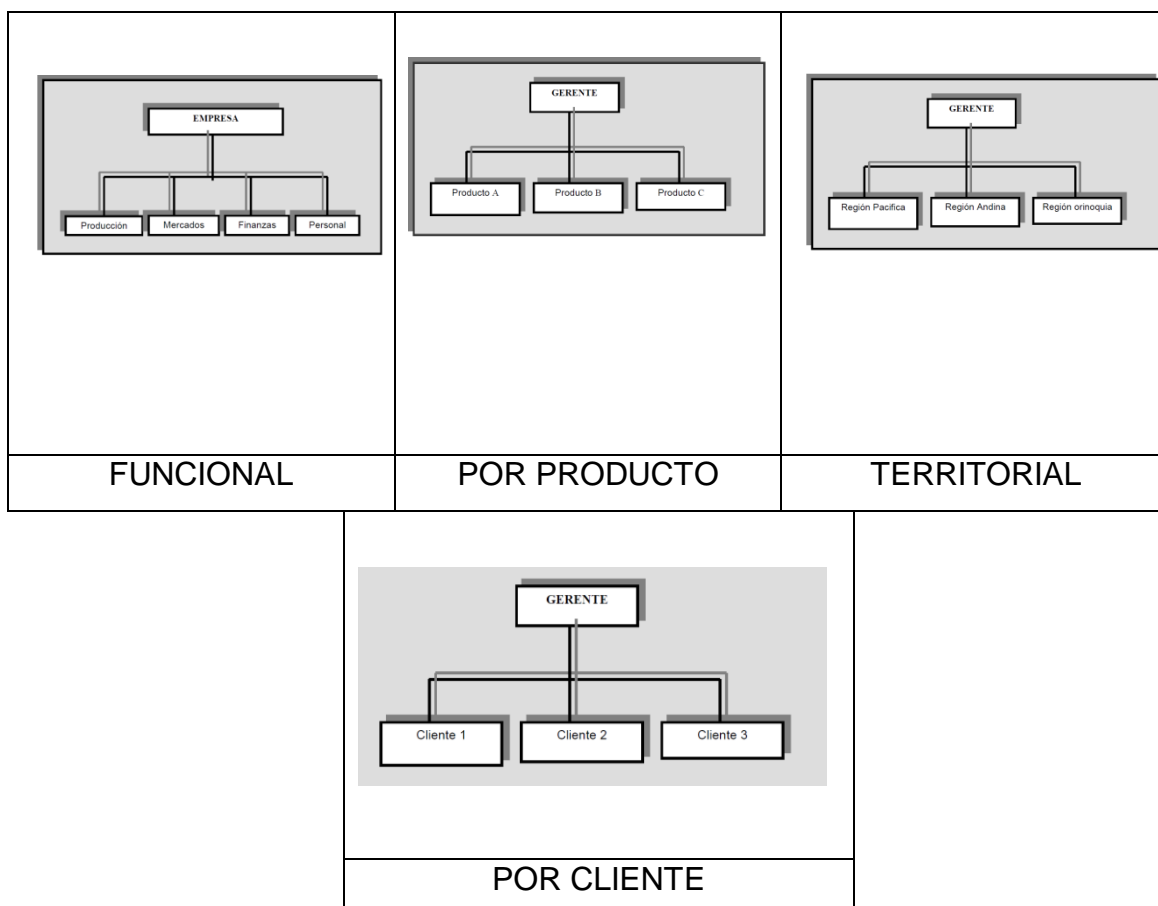 EMPRESA
Producción Mercados Finanzas Personal
FUNCIONAL
GERENTE
Producto A Producto B Producto C
POR PRODUCTO
GERENTE
Región Pacifica Región Andina Región orinoquia
TERRITORIAL
GERENTE
Cliente 1 Cliente 2 Cliente 3
POR CLIENTE